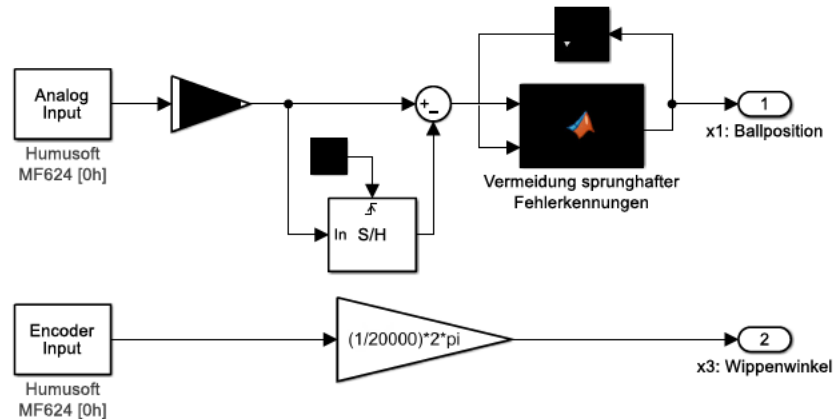 Analog
Input
Humusoft
MF624 [0h]
+
−
In S/H
Vermeidung sprunghafter
Fehlerkennungen
1
x1: Ballposition
Encoder
Input
Humusoft
MF624 [0h]
(1/20000)*2*pi
2
x3: Wippenwinkel